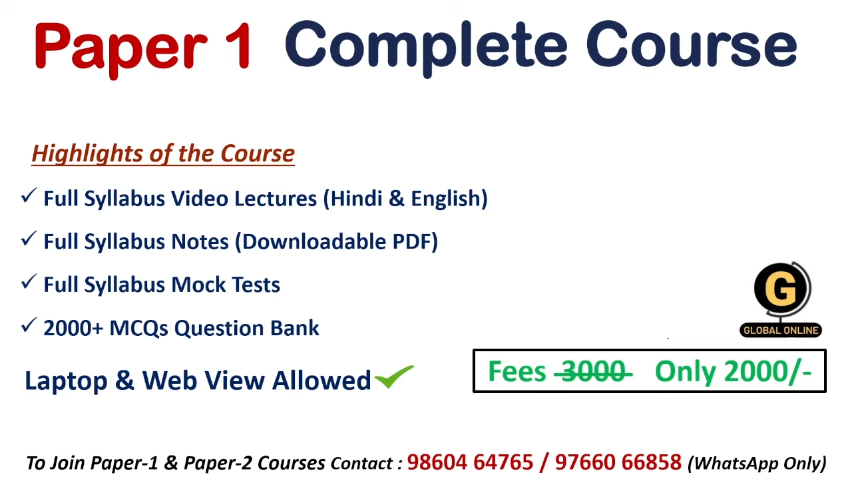 Paper 1 Complete Course
Highlights of the Course
✓ Full Syllabus Video Lectures (Hindi & English)
✓ Full Syllabus Notes (Downloadable PDF)
✓ Full Syllabus Mock Tests
✓ 2000+ MCQs Question Bank
G
GLOBAL ONLINE
Laptop & Web View Allowed
Fees 3000 Only 2000/-
To Join Paper-1 & Paper-2 Courses Contact : 98604 64765 / 97660 66858 (WhatsApp Only)